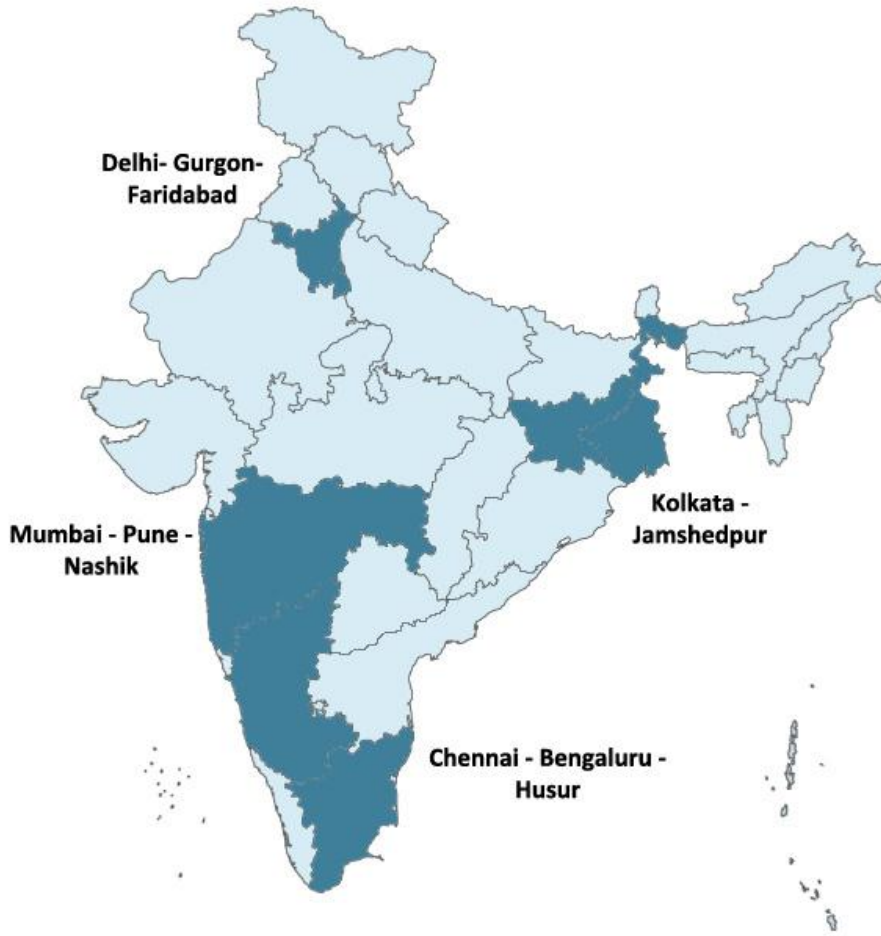 Delhi- Gurgon-
Faridabad
Mumbai - Pune -
Nashik
Kolkata -
Jamshedpur
Chennai - Bengaluru -
Husur